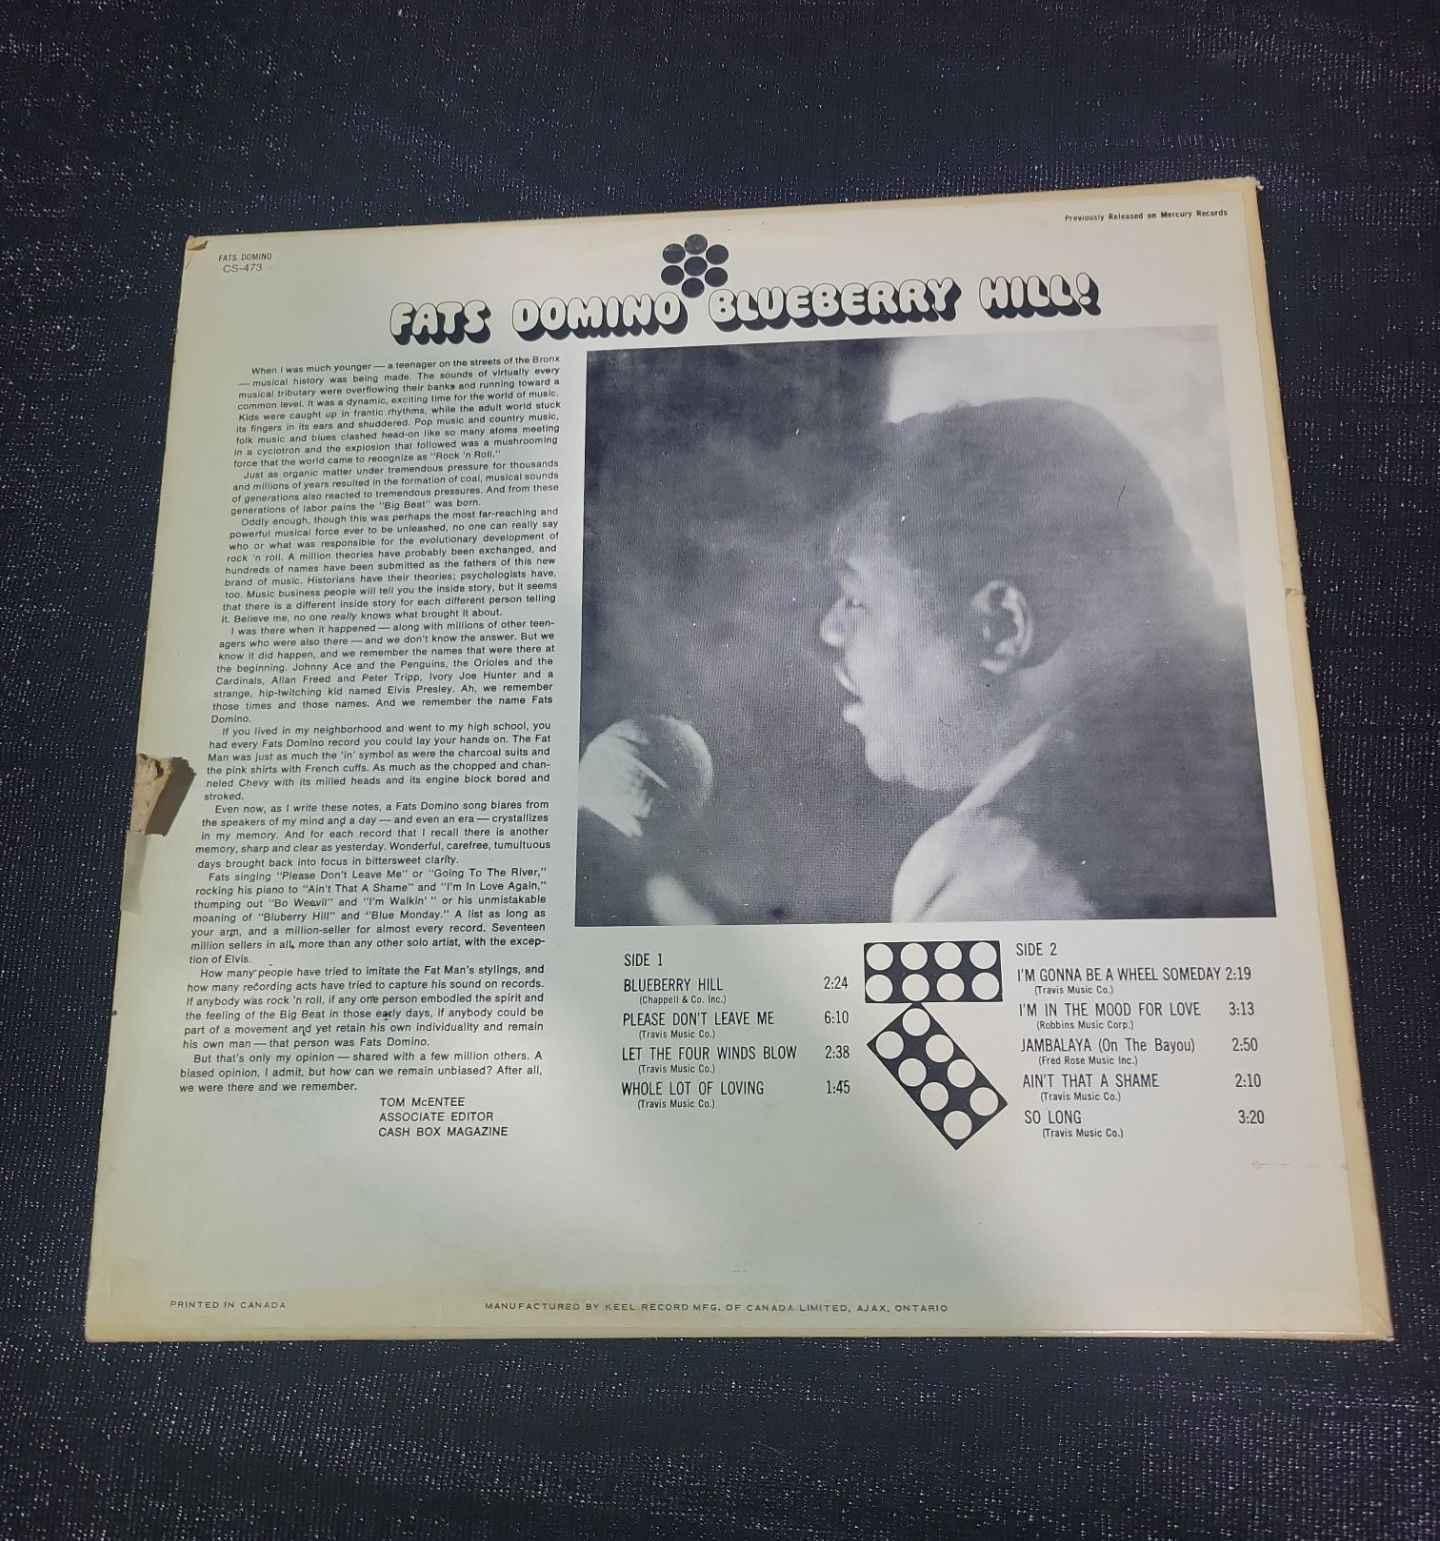 Previously Released on Mercury Records
FATS DOMINO
CS-473
FATS DOMINO BLUEBERRY HILL!
When I was much younger — a teenager on the streets of the Bronx
— musical history was being made. The sounds of virtually every
musical tributary were overflowing their banks and running toward a
common level. It was a dynamic, exciting time for the world of music.
Kids were caught up in frantic rhythms, while the adult world stuck
its fingers in its ears and shuddered. Pop music and country music,
folk music and blues clashed head-on like so many atoms meeting
in a cyclotron and the explosion that followed was a mushrooming
force that the world came to recognize as "Rock 'n Roll."
Just as organic matter under tremendous pressure for thousands
and millions of years resulted in the formation of coal, musical sounds
of generations also reacted to tremendous pressures. And from these
generations of labor pains the "Big Beat" was born.
Oddly enough, though this was perhaps the most far-reaching and
powerful musical force ever to be unleashed, no one can really say
who or what was responsible for the evolutionary development of
rock 'n roll. A million theories have probably been exchanged, and
hundreds of names have been submitted as the fathers of this new
brand of music. Historians have their theories; psychologists have,
too. Music business people will tell you the inside story, but it seems
that there is a different inside story for each different person telling
it. Believe me, no one really knows what brought it about.
I was there when it happened — along with millions of other teen-
agers who were also there — and we don't know the answer. But we
know it did happen, and we remember the names that were there at
the beginning. Johnny Ace and the Penguins, the Orioles and the
Cardinals, Allan Freed and Peter Tripp, Ivory Joe Hunter and a
strange, hip-twitching kid named Elvis Presley. Ah, we remember
those times and those names. And we remember the name Fats
Domino.
If you lived in my neighborhood and went to my high school, you
had every Fats Domino record you could lay your hands on. The Fat
Man was just as much the 'in' symbol as were the charcoal suits and
the pink shirts with French cuffs. As much as the chopped and chan-
neled Chevy with its milled heads and its engine block bored and
stroked.
Even now, as I write these notes, a Fats Domino song blares from
the speakers of my mind and a day — and even an era — crystallizes
in my memory. And for each record that I recall there is another
memory, sharp and clear as yesterday. Wonderful, carefree, tumultuous
days brought back into focus in bittersweet clarity.
Fats singing "Please Don't Leave Me" or "Going To The River,"
rocking his piano to "Ain't That A Shame" and "I'm In Love Again,"
thumping out "Bo Weevil" and "I'm Walkin' " or his unmistakable
moaning of "Bluberry Hill" and "Blue Monday." A list as long as
your arm, and a million-seller for almost every record. Seventeen
million sellers in all, more than any other solo artist, with the excep-
tion of Elvis.
How many people have tried to imitate the Fat Man's stylings, and
how many recording acts have tried to capture his sound on records.
If anybody was rock 'n roll, if any one person embodied the spirit and
the feeling of the Big Beat in those early days, if anybody could be
part of a movement and yet retain his own individuality and remain
his own man — that person was Fats Domino.
But that's only my opinion — shared with a few million others. A
biased opinion, I admit, but how can we remain unbiased? After all,
we were there and we remember.
TOM McENTEE
ASSOCIATE EDITOR
CASH BOX MAGAZINE
SIDE 1
BLUEBERRY HILL 2:24
(Chappell & Co. Inc.)
PLEASE DON'T LEAVE ME 6:10
(Travis Music Co.)
LET THE FOUR WINDS BLOW 2:38
(Travis Music Co.)
WHOLE LOT OF LOVING 1:45
(Travis Music Co.)
SIDE 2
I'M GONNA BE A WHEEL SOMEDAY 2:19
(Travis Music Co.)
I'M IN THE MOOD FOR LOVE 3:13
(Robbins Music Corp.)
JAMBALAYA (On The Bayou) 2:50
(Fred Rose Music Inc.)
AIN'T THAT A SHAME 2:10
(Travis Music Co.)
SO LONG 3:20
(Travis Music Co.)
PRINTED IN CANADA
MANUFACTURED BY KEEL RECORD MFG. OF CANADA LIMITED, AJAX, ONTARIO